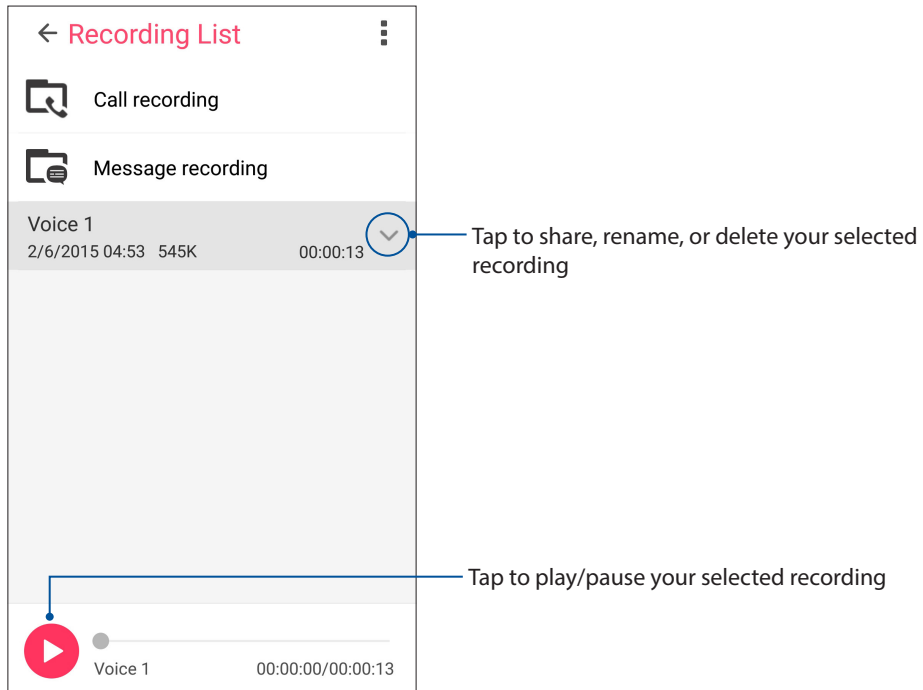 Recording List
Call recording
Message recording
Voice 1
2/6/2015 04:53 545K 00:00:13
Tap to share, rename, or delete your selected
recording
Tap to play/pause your selected recording
Voice 1 00:00:00/00:00:13